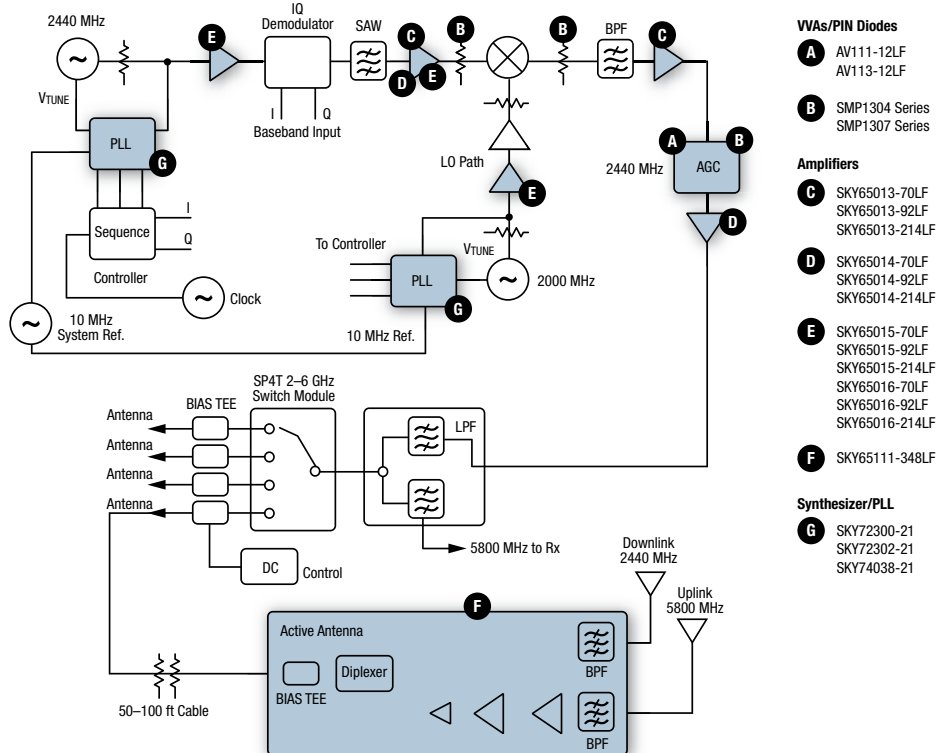 2440 MHz
VTUNE
PLL
G
Sequence
I
Q
Controller
Clock
10 MHz
System Ref.
E
IQ
Demodulator
I
Q
Baseband Input
SAW
C
D
E
B
B
BPF
C
LO Path
E
To Controller
VTUNE
PLL
G
2000 MHz
10 MHz Ref.
2440 MHz
A
B
AGC
D
SP4T 2–6 GHz
Switch Module
BIAS TEE
Antenna
Antenna
Antenna
Antenna
LPF
5800 MHz to Rx
DC
Control
Downlink
2440 MHz
Uplink
5800 MHz
F
Active Antenna
BIAS TEE
Diplexer
BPF
BPF
50–100 ft Cable
VVAs/PIN Diodes
A
AV111-12LF
AV113-12LF
B
SMP1304 Series
SMP1307 Series
Amplifiers
C
SKY65013-70LF
SKY65013-92LF
SKY65013-214LF
D
SKY65014-70LF
SKY65014-92LF
SKY65014-214LF
E
SKY65015-70LF
SKY65015-92LF
SKY65015-214LF
SKY65016-70LF
SKY65016-92LF
SKY65016-214LF
F
SKY65111-348LF
Synthesizer/PLL
G
SKY72300-21
SKY72302-21
SKY74038-21